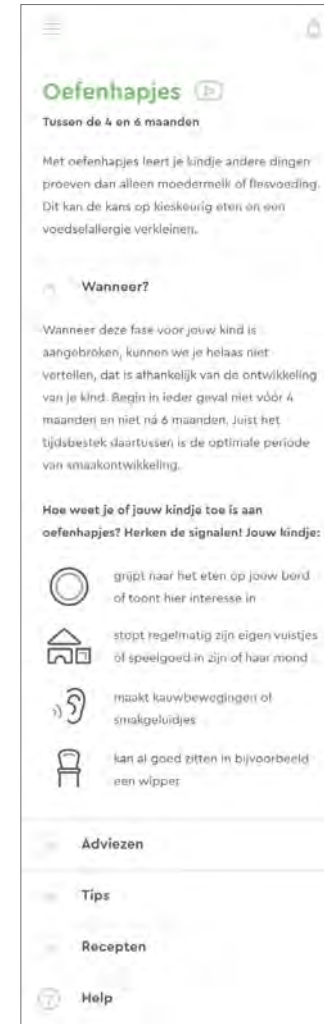 Oefenhapjes
Tussen de 4 en 6 maanden
Met oefenhapjes leert je kindje andere dingen
proeven dan alleen moedermelk of flesvoeding.
Dit kan de kans op kieskeurig eten en een
voedselallergie verkleinen.
Wanneer?
Wanneer deze fase voor jouw kind is
aangebroken, kunnen we je helaas niet
vertellen, dat is afhankelijk van de ontwikkeling
van je kind. Begin in ieder geval niet vóór 4
maanden en niet ná 6 maanden. Juist het
tijdsbestek daartussen is de optimale periode
van smaakontwikkeling.
Hoe weet je of jouw kindje toe is aan
oefenhapjes? Herken de signalen! Jouw kindje:
grijpt naar het eten op jouw bord
of toont hier interesse in
stopt regelmatig zijn eigen vuistjes
of speelgoed in zijn of haar mond
maakt kauwbewegingen of
smakgeluidjes
kan al goed zitten in bijvoorbeeld
een wipper
Adviezen
Tips
Recepten
? Help